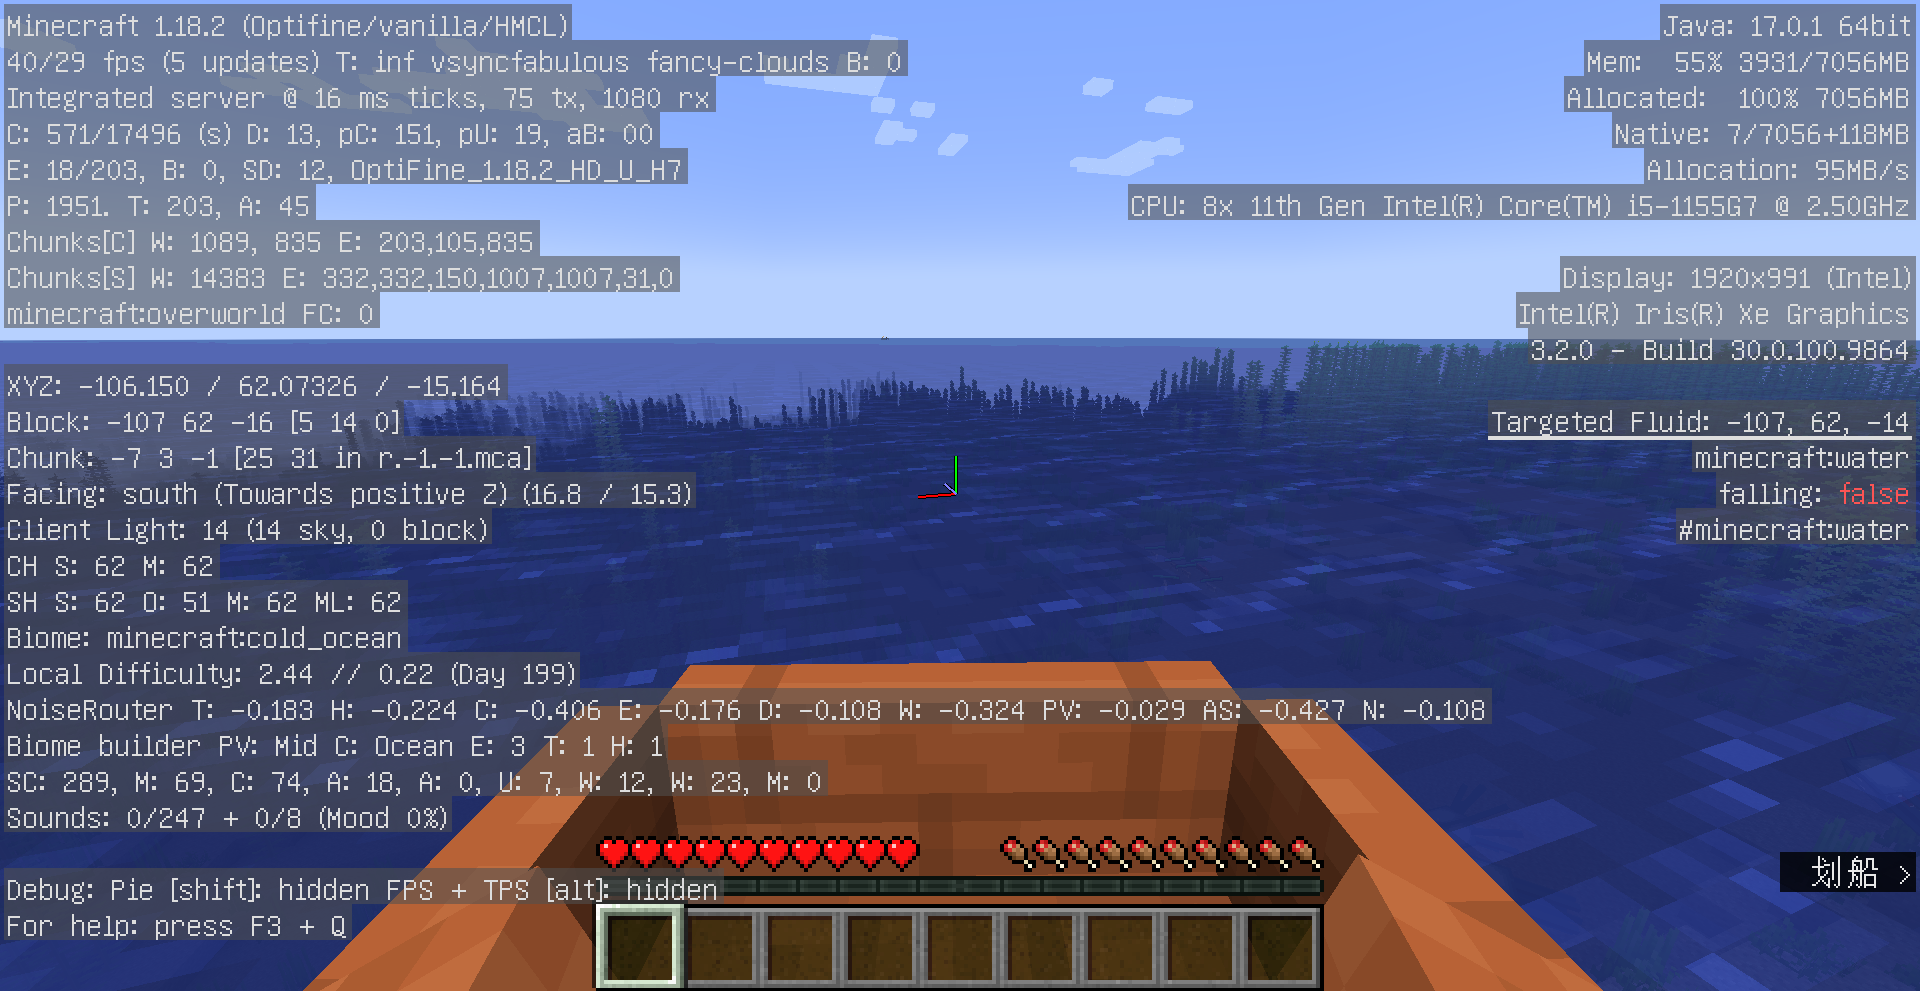 Minecraft 1.18.2 (Optifine/vanilla/HMCL)
40/29 fps (5 updates) T: inf vsyncfabulous fancy-clouds B: 0
Integrated server @ 16 ms ticks, 75 tx, 1080 rx
C: 571/17496 (s) D: 13, pC: 151, pU: 19, aB: 00
E: 18/203, B: 0, SD: 12, OptiFine_1.18.2_HD_U_H7
P: 1951. T: 203, A: 45
Chunks[C] W: 1089, 835 E: 203,105,835
Chunks[S] W: 14383 E: 332,332,150,1007,1007,31,0
minecraft:overworld FC: 0
XYZ: -106.150 / 62.07326 / -15.164
Block: -107 62 -16 [5 14 0]
Chunk: -7 3 -1 [25 31 in r.-1.-1.mca]
Facing: south (Towards positive Z) (16.8 / 15.3)
Client Light: 14 (14 sky, 0 block)
CH S: 62 M: 62
SH S: 62 O: 51 M: 62 ML: 62
Biome: minecraft:cold_ocean
Local Difficulty: 2.44 // 0.22 (Day 199)
NoiseRouter T: -0.183 H: -0.224 C: -0.406 E: -0.176 D: -0.108 W: -0.324 PV: -0.029 AS: -0.427 N: -0.108
Biome builder PV: Mid C: Ocean E: 3 T: 1 H: 1
SC: 289, M: 69, C: 74, A: 18, A: 0, U: 7, W: 12, W: 23, M: 0
Sounds: 0/247 + 0/8 (Mood 0%)
Debug: Pie [shift]: hidden FPS + TPS [alt]: hidden
For help: press F3 + Q
Java: 17.0.1 64bit
Mem: 55% 3931/7056MB
Allocated: 100% 7056MB
Native: 7/7056+118MB
Allocation: 95MB/s
CPU: 8x 11th Gen Intel(R) Core(TM) i5-1155G7 @ 2.50GHz
Display: 1920x991 (Intel)
Intel(R) Iris(R) Xe Graphics
3.2.0 - Build 30.0.100.9864
Targeted Fluid: -107, 62, -14
minecraft:water
falling: false
#minecraft:water
划船 >